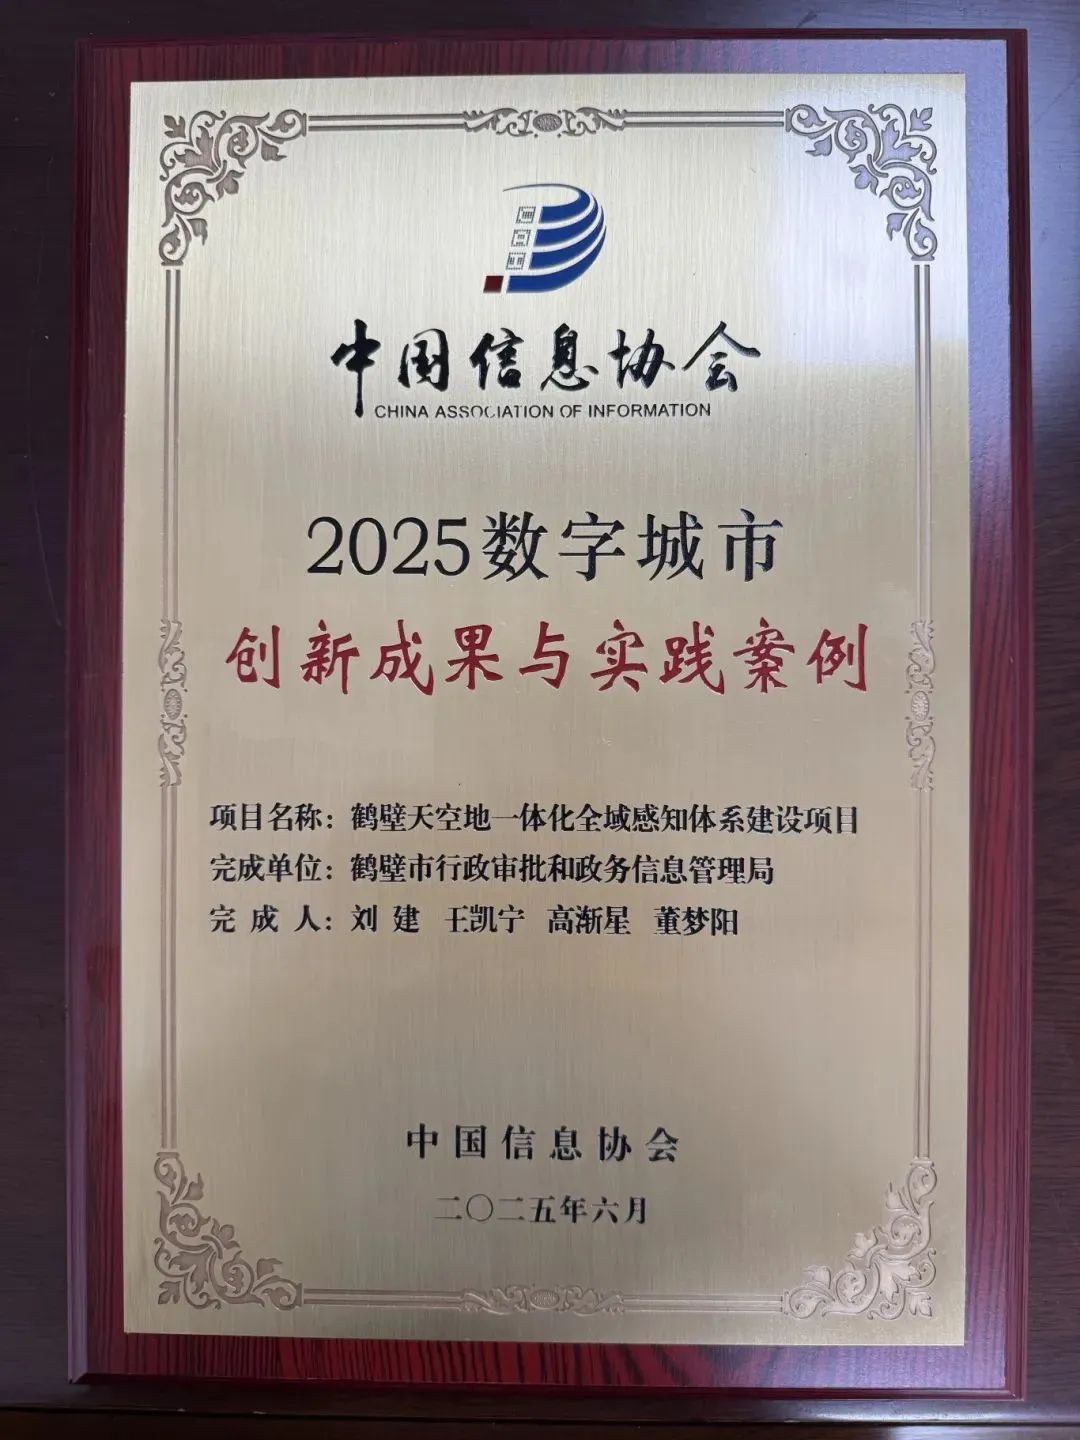 中国信息协会
CHINA ASSOCIATION OF INFORMATION
2025数字城市
创新成果与实践案例
项目名称：鹤壁天空地一体化全域感知体系建设项目
完成单位：鹤壁市行政审批和政务信息管理局
完 成 人：刘 建 王凯宁 高渐星 董梦阳
中国信息协会
二〇二五年六月